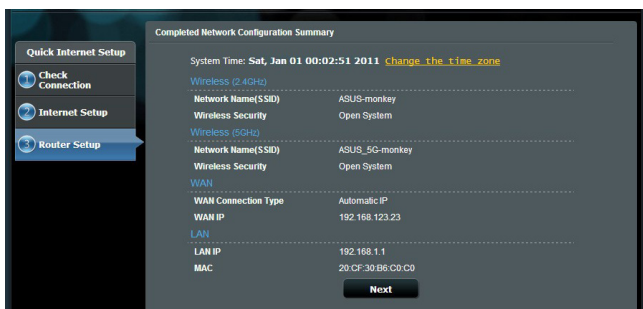 Completed Network Configuration Summary
Quick Internet Setup
1 Check Connection
2 Internet Setup
3 Router Setup
System Time: Sat, Jan 01 00:02:51 2011 Change the time zone
Wireless (2.4GHz)
Network Name(SSID) ASUS-monkey
Wireless Security Open System
Wireless (5GHz)
Network Name(SSID) ASUS_5G-monkey
Wireless Security Open System
WAN
WAN Connection Type Automatic IP
WAN IP 192.168.123.23
LAN
LAN IP 192.168.1.1
MAC 20:CF:30:B6:C0:C0
Next